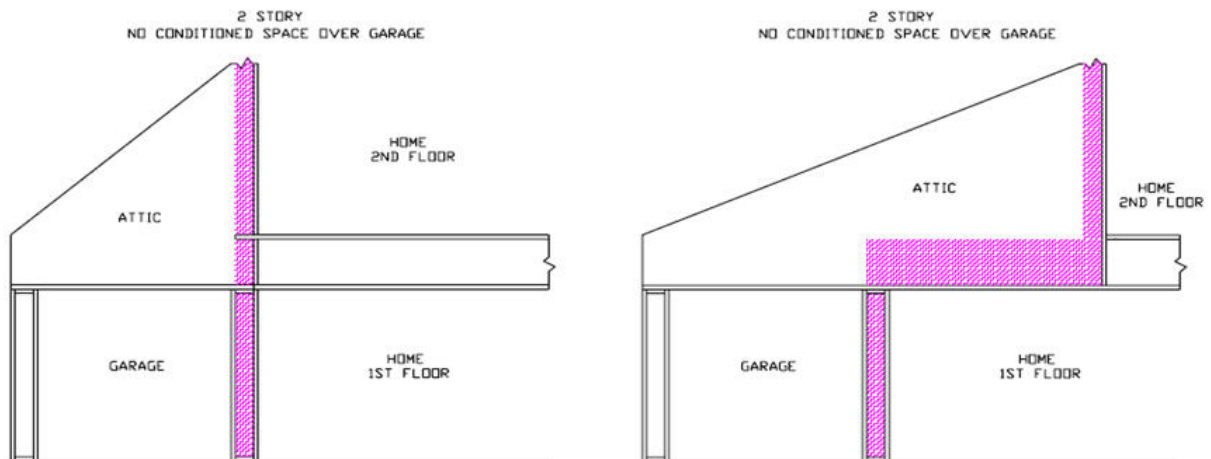 2 STORY
NO CONDITIONED SPACE OVER GARAGE
HOME
2ND FLOOR
ATTIC
GARAGE
HOME
1ST FLOOR
2 STORY
NO CONDITIONED SPACE OVER GARAGE
ATTIC
HOME
2ND FLOOR
GARAGE
HOME
1ST FLOOR